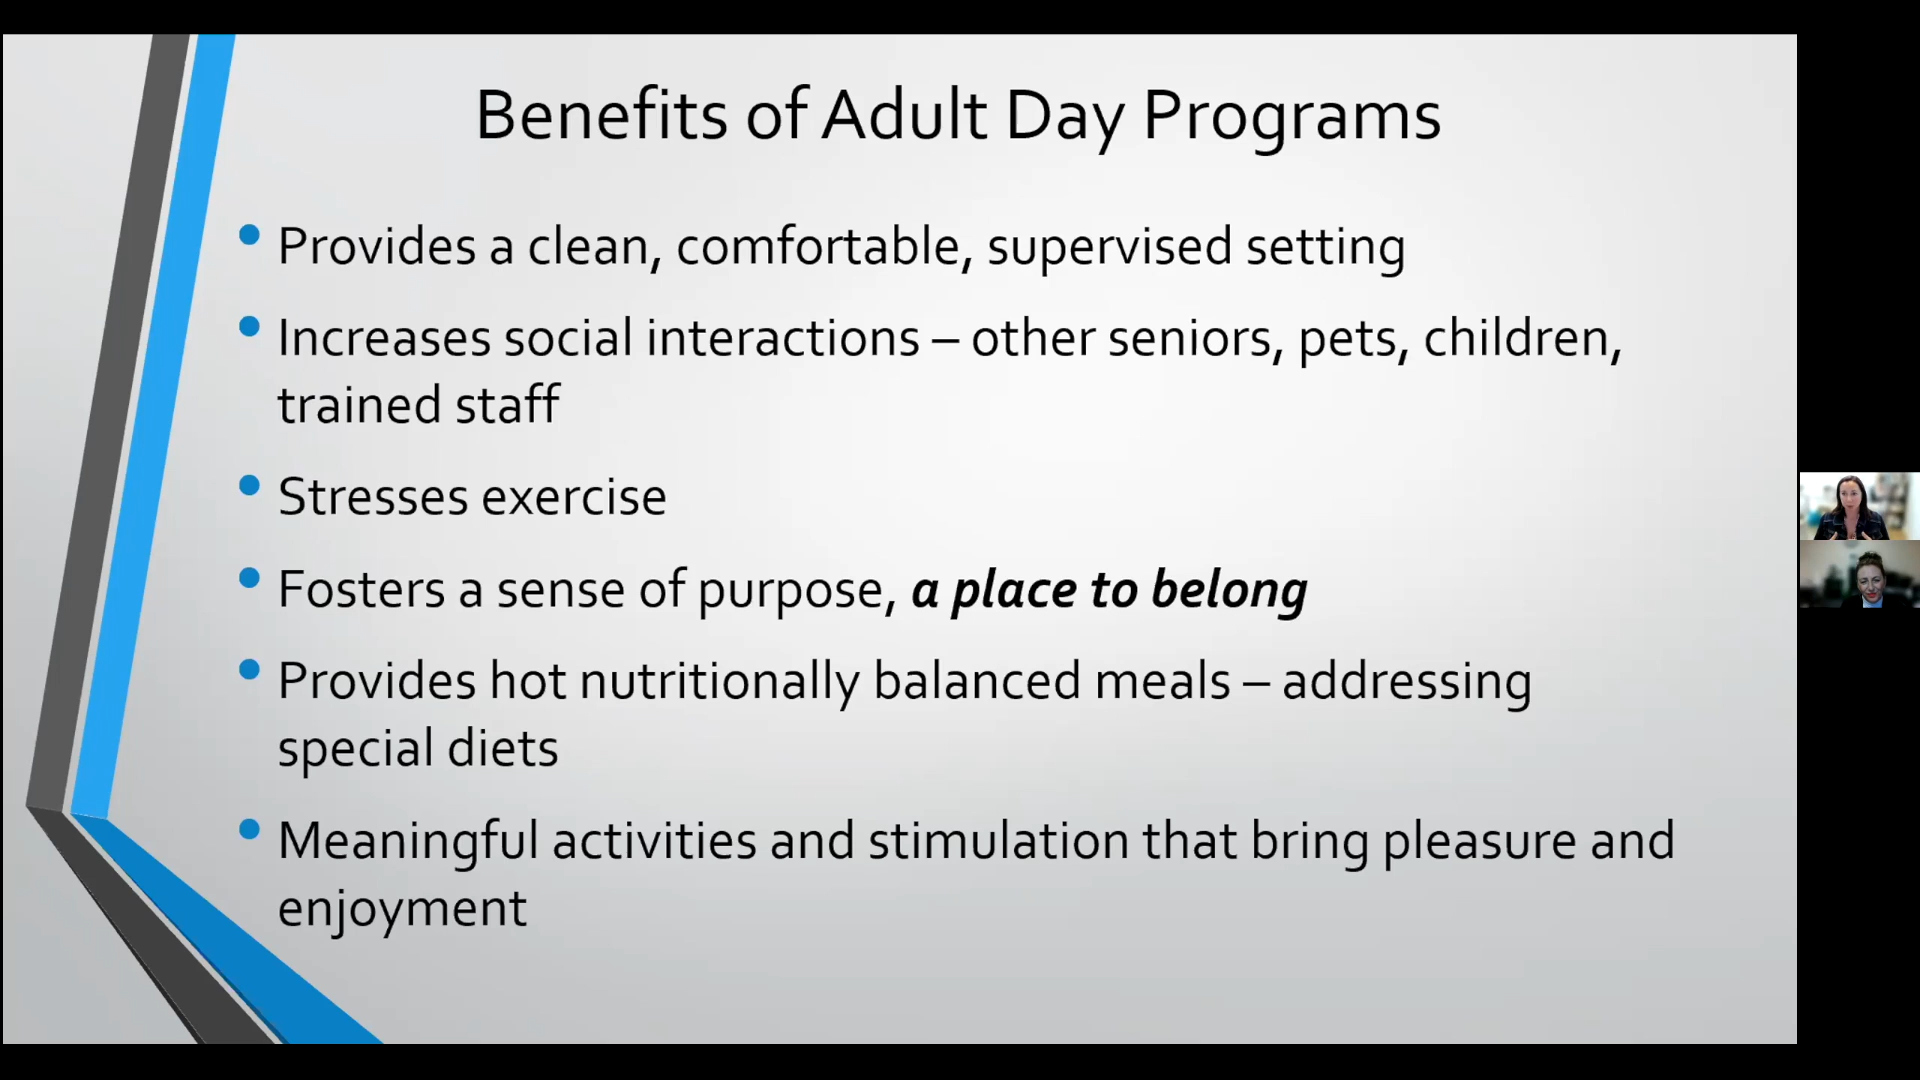 Benefits of Adult Day Programs
• Provides a clean, comfortable, supervised setting
• Increases social interactions – other seniors, pets, children,
trained staff
• Stresses exercise
• Fosters a sense of purpose, a place to belong
• Provides hot nutritionally balanced meals – addressing
special diets
• Meaningful activities and stimulation that bring pleasure and
enjoyment